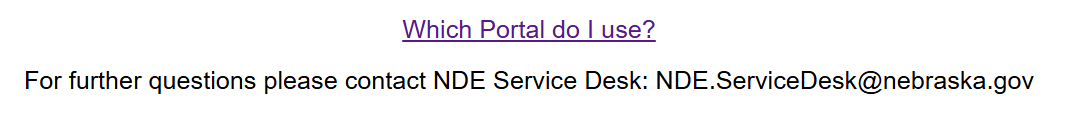 Which Portal do I use?
For further questions please contact NDE Service Desk: NDE.ServiceDesk@nebraska.gov